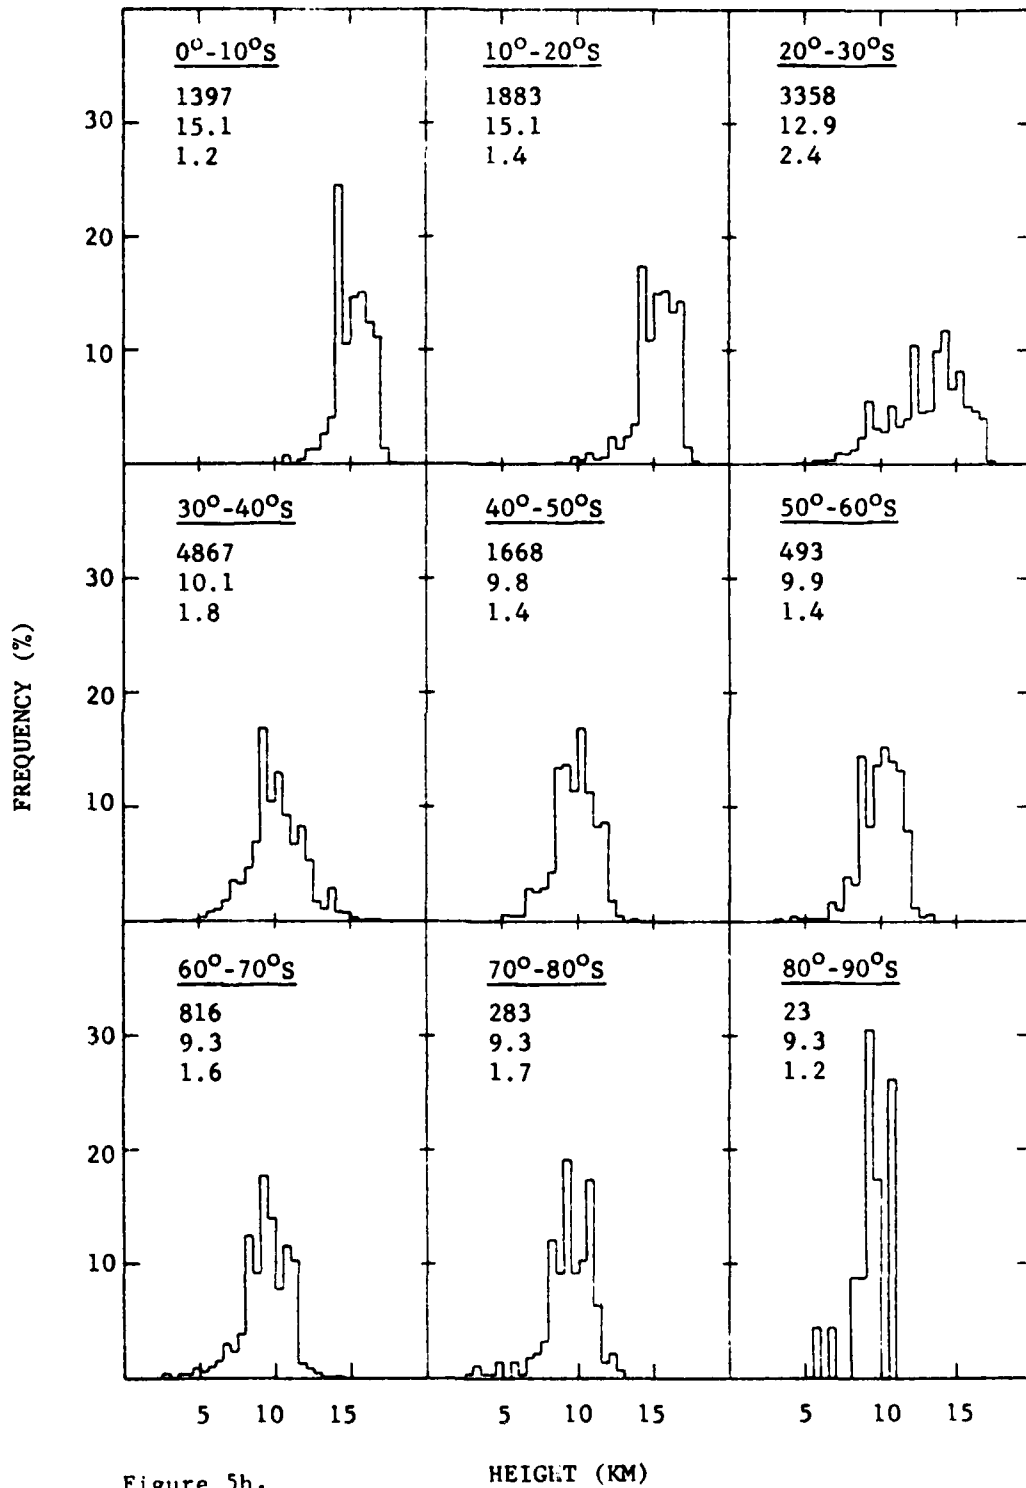 0°-10°S
1397
15.1
1.2
10°-20°S
1883
15.1
1.4
20°-30°S
3358
12.9
2.4
30
20
10
30°-40°S
4867
10.1
1.8
40°-50°S
1668
9.8
1.4
50°-60°S
493
9.9
1.4
30
20
10
FREQUENCY (%)
60°-70°S
816
9.3
1.6
70°-80°S
283
9.3
1.7
80°-90°S
23
9.3
1.2
30
20
10
5 10 15 5 10 15 5 10 15
HEIGHT (KM)
Figure 5b.